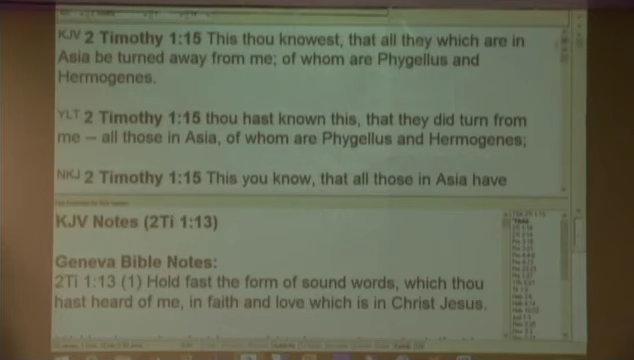 KJV 2 Timothy 1:15 This thou knowest, that all they which are in
Asia be turned away from me; of whom are Phygellus and
Hermogenes.
YLT 2 Timothy 1:15 thou hast known this, that they did turn from
me — all those in Asia, of whom are Phygellus and Hermogenes;
NKJ 2 Timothy 1:15 This you know, that all those in Asia have
KJV Notes (2Ti 1:13)
Geneva Bible Notes:
2Ti 1:13 (1) Hold fast the form of sound words, which thou
hast heard of me, in faith and love which is in Christ Jesus.